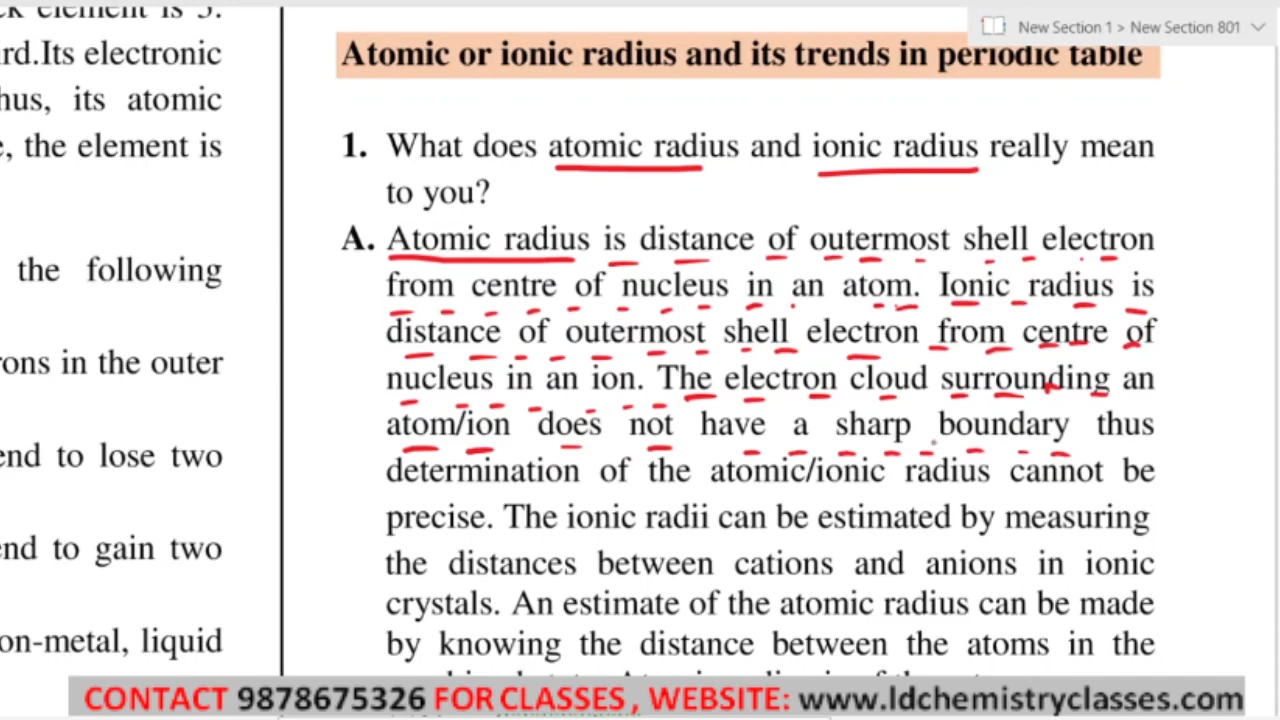 ck element is 3.
rd.Its electronic
hus, its atomic
e, the element is
the following
rons in the outer
end to lose two
end to gain two
on-metal, liquid
New Section 1 > New Section 801
Atomic or ionic radius and its trends in periodic table
1. What does atomic radius and ionic radius really mean
to you?
A. Atomic radius is distance of outermost shell electron
from centre of nucleus in an atom. Ionic radius is
distance of outermost shell electron from centre of
nucleus in an ion. The electron cloud surrounding an
atom/ion does not have a sharp boundary thus
determination of the atomic/ionic radius cannot be
precise. The ionic radii can be estimated by measuring
the distances between cations and anions in ionic
crystals. An estimate of the atomic radius can be made
by knowing the distance between the atoms in the
CONTACT 9878675326 FOR CLASSES , WEBSITE: www.ldchemistryclasses.com